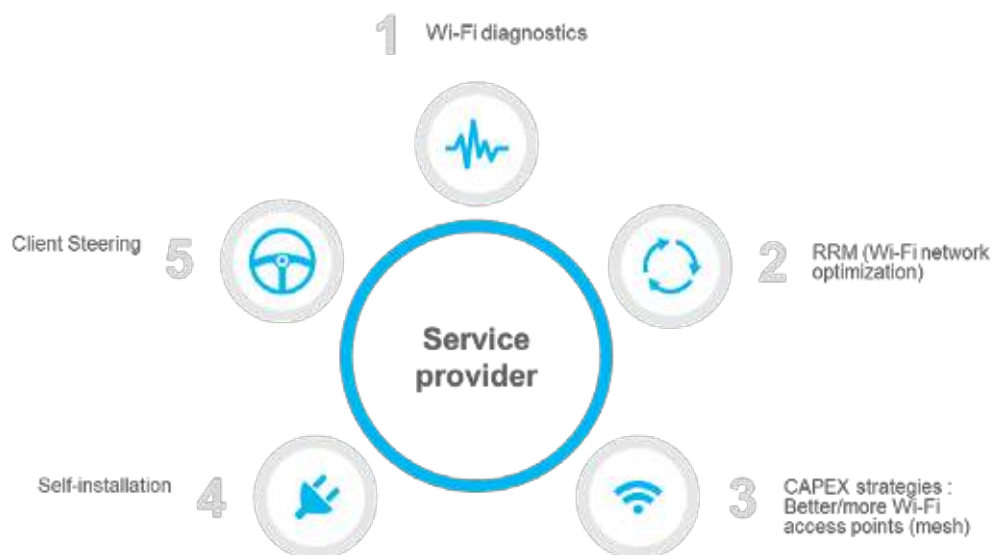 1 Wi-Fi diagnostics
2 RRM (Wi-Fi network
optimization)
3 CAPEX strategies :
Better/more Wi-Fi
access points (mesh)
4 Self-installation
5 Client Steering
Service
provider